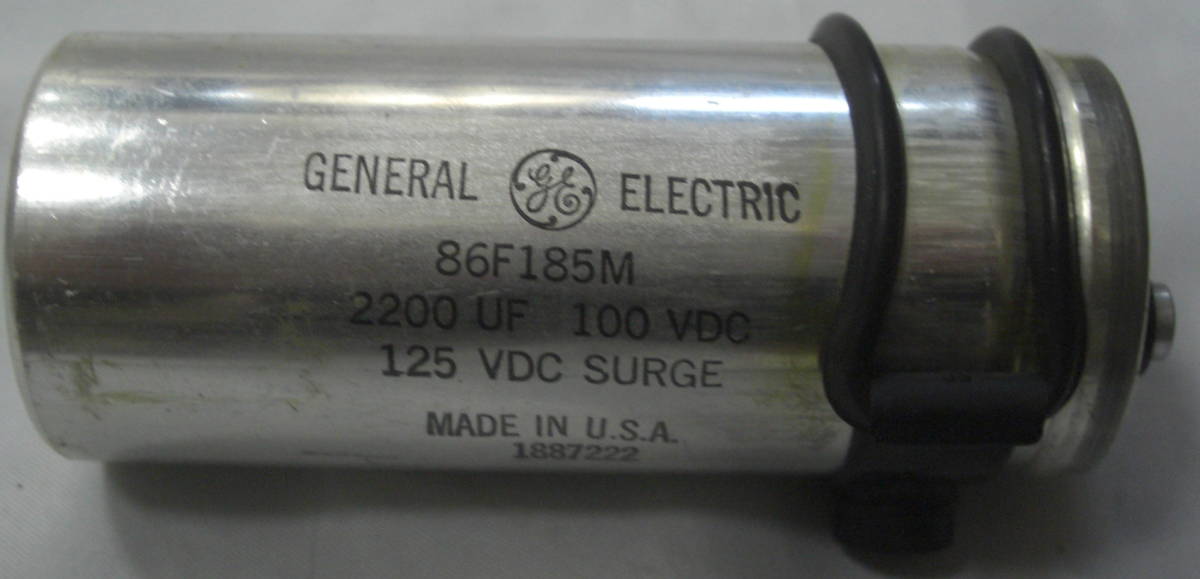 GENERAL GE ELECTRIC
86F185M
2200 UF 100 VDC
125 VDC SURGE
MADE IN U.S.A.
1887222